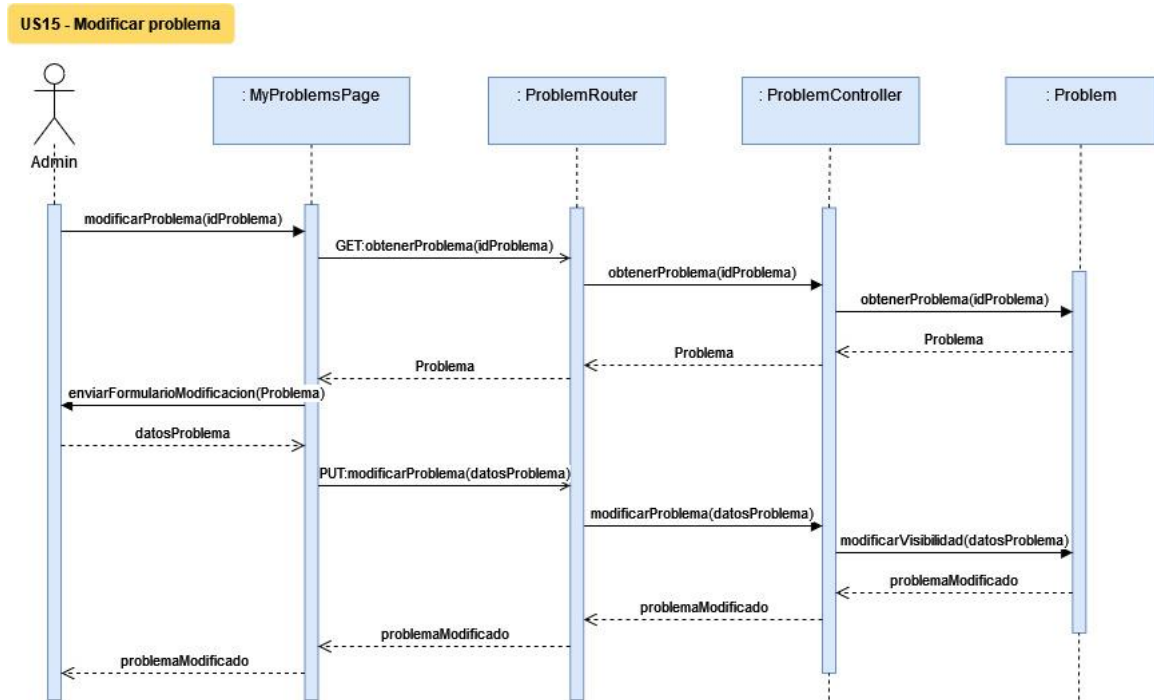 US15 - Modificar problema
: MyProblemsPage
: ProblemRouter
: ProblemController
: Problem
Admin
modificarProblema(idProblema)
GET:obtenerProblema(idProblema)
obtenerProblema(idProblema)
obtenerProblema(idProblema)
Problema
Problema
Problema
enviarFormularioModificacion(Problema)
datosProblema
PUT:modificarProblema(datosProblema)
modificarProblema(datosProblema)
modificarVisibilidad(datosProblema)
problemaModificado
problemaModificado
problemaModificado
problemaModificado